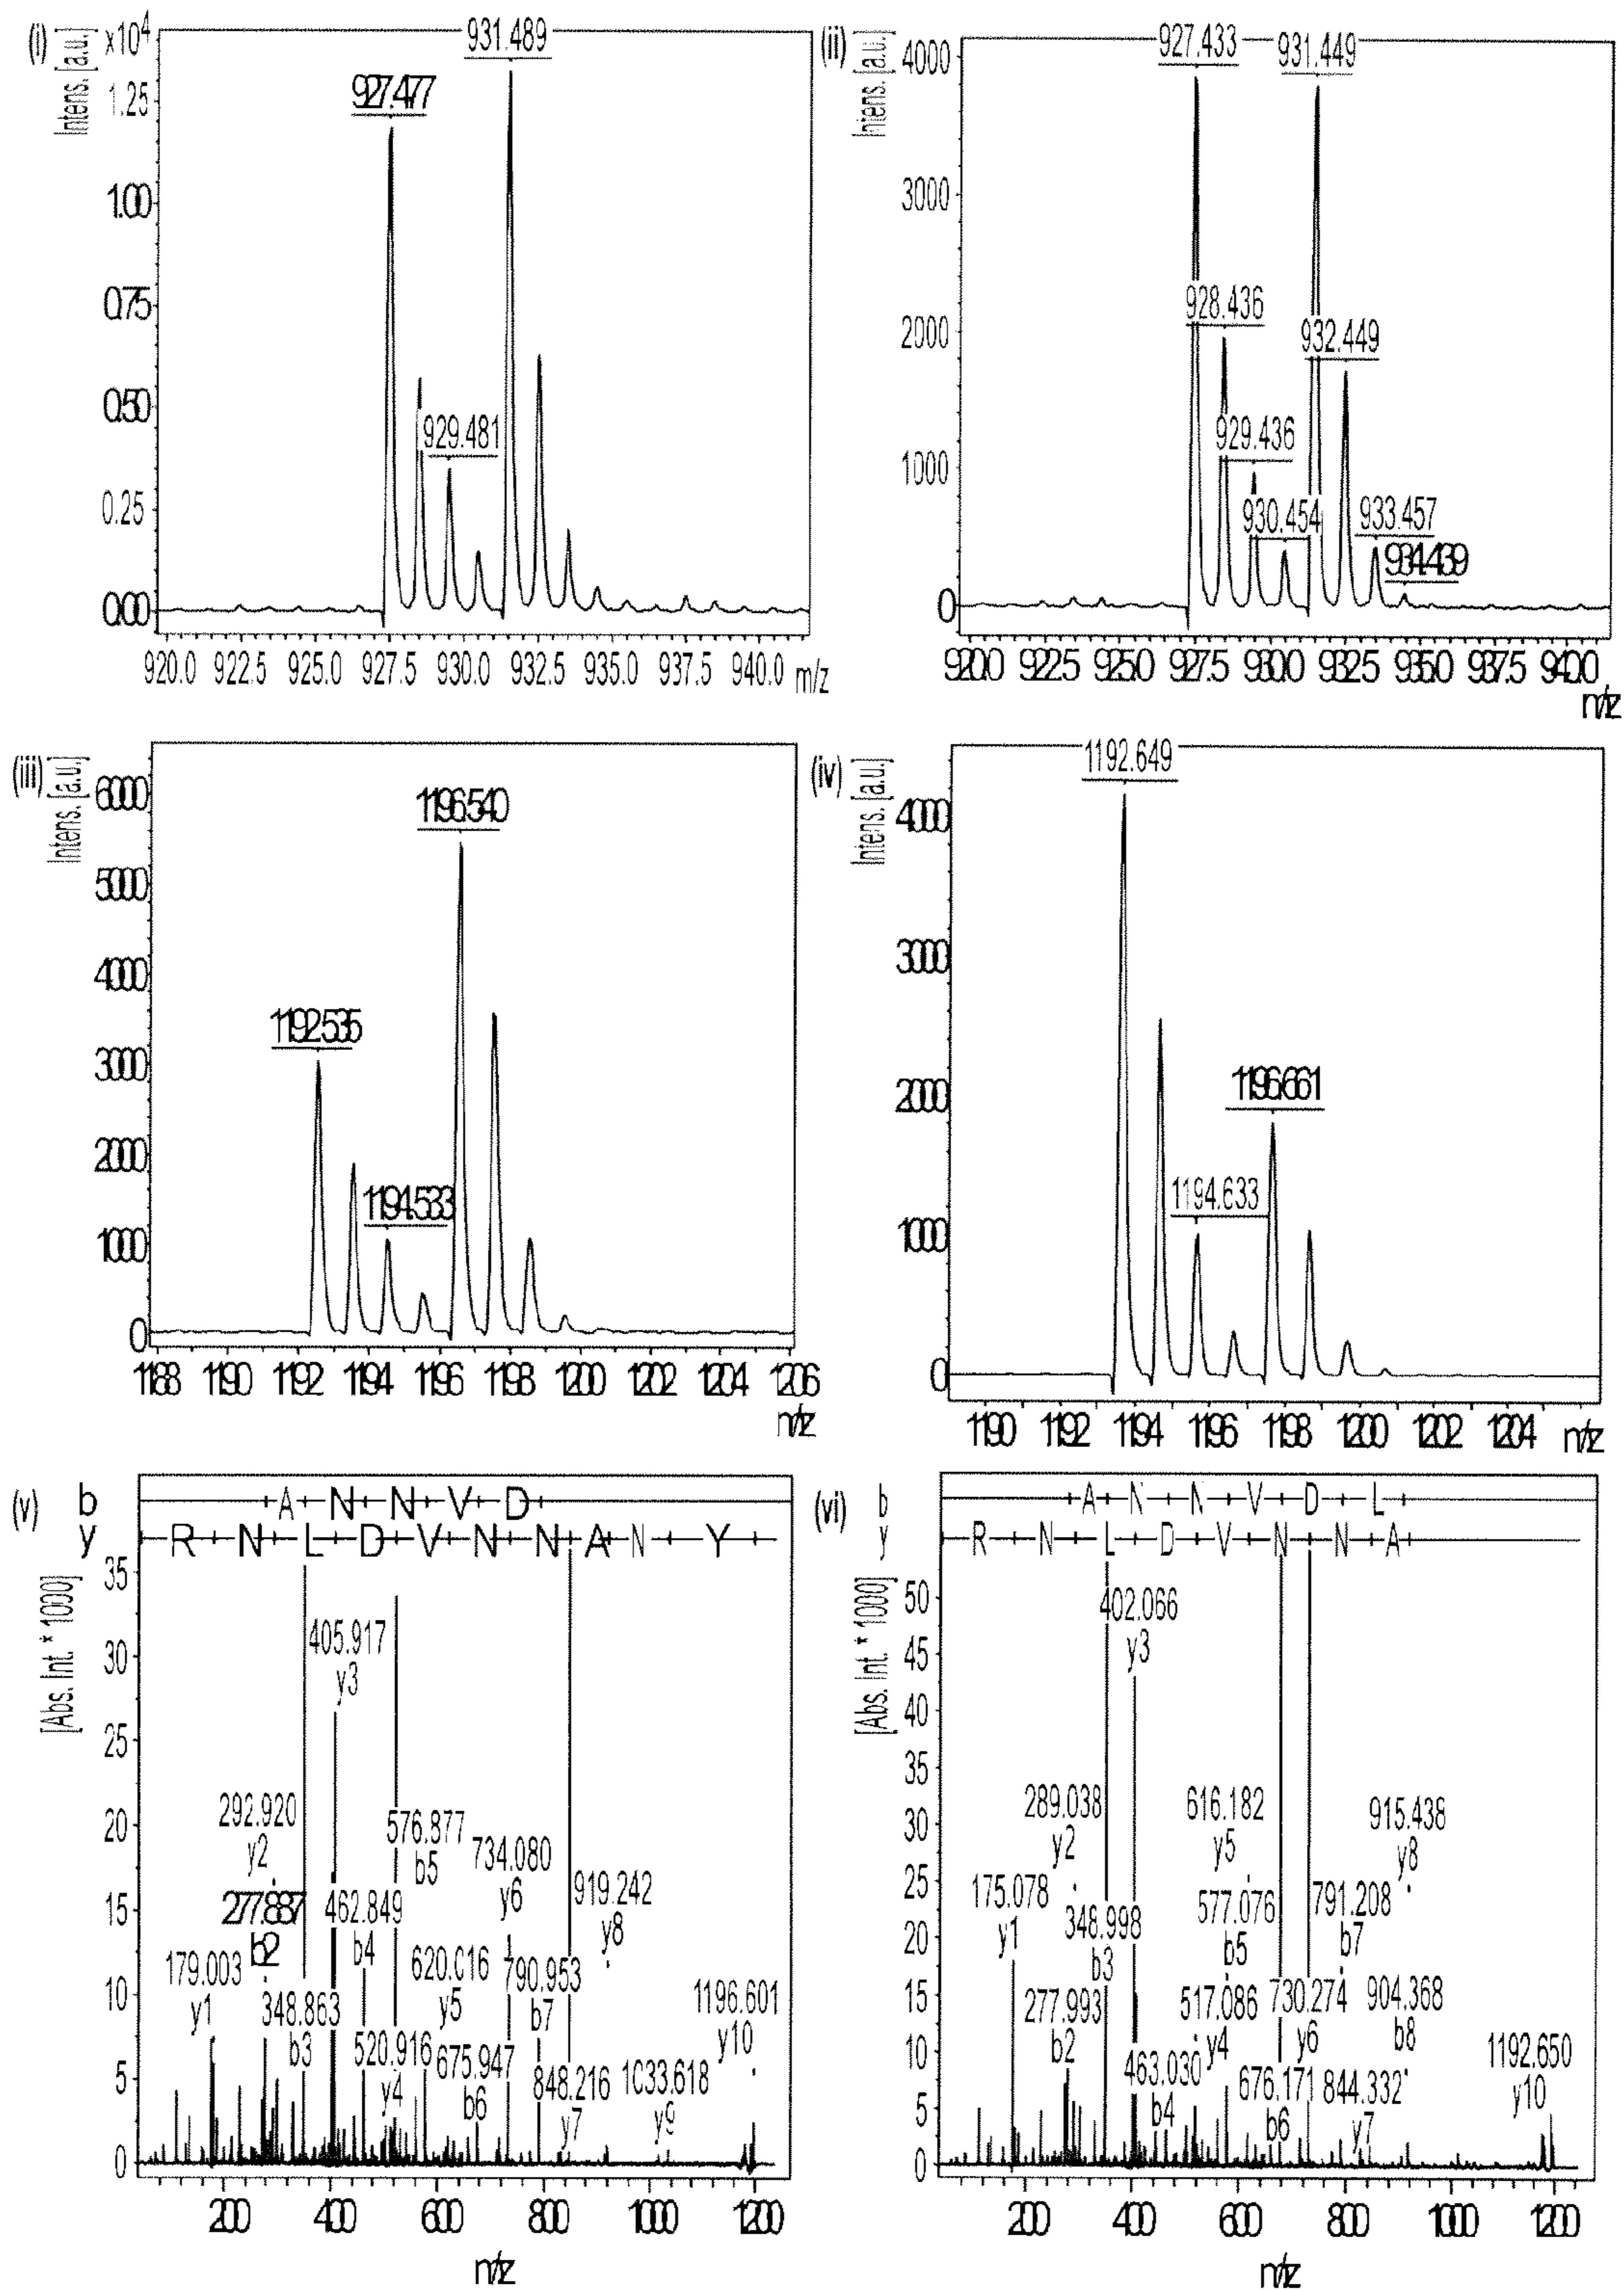 (i)
Intens. [a.u.]
x10⁴
1.25
1.00
0.75
0.50
0.25
0.00
927.477
931.489
929.481
920.0 922.5 925.0 927.5 930.0 932.5 935.0 937.5 940.0 m/z
(ii)
Intens. [a.u.]
4000
3000
2000
1000
0
927.433
931.449
928.436
932.449
929.436
930.454
933.457
934.439
920.0 922.5 925.0 927.5 930.0 932.5 935.0 937.5 940.0
m/z
(iii)
Intens. [a.u.]
6000
5000
4000
3000
2000
1000
0
1196.540
1192.535
1194.533
1188 1190 1192 1194 1196 1198 1200 1202 1204 1206
m/z
(iv)
Intens. [a.u.]
4000
3000
2000
1000
0
1192.649
1196.661
1194.633
1190 1192 1194 1196 1198 1200 1202 1204 m/z
(v)
b A N N V D
y R N L D V N N A N Y
[Abs. Int. * 1000]
35
30
25
20
15
10
5
0
405.917
y3
292.920
y2
576.877
b5
734.080
y6
277.887
b2
462.849
b4
919.242
y8
179.003
y1
620.016
y5
790.953
b7
348.863
b3
1196.601
y10
520.916
y4
675.947
b6
848.216
y7
1033.618
y9
200 400 600 800 1000 1200
m/z
(vi)
b A N N V D L
y R N L D V N N A
[Abs. Int. * 1000]
50
45
40
35
30
25
20
15
10
5
0
402.066
y3
289.038
y2
616.182
y5
915.438
y8
175.078
y1
348.998
b3
577.076
b5
791.208
b7
277.993
b2
517.086
y4
730.274
y6
904.368
b8
463.030
b4
676.171
b6
844.332
y7
1192.650
y10
200 400 600 800 1000 1200
m/z